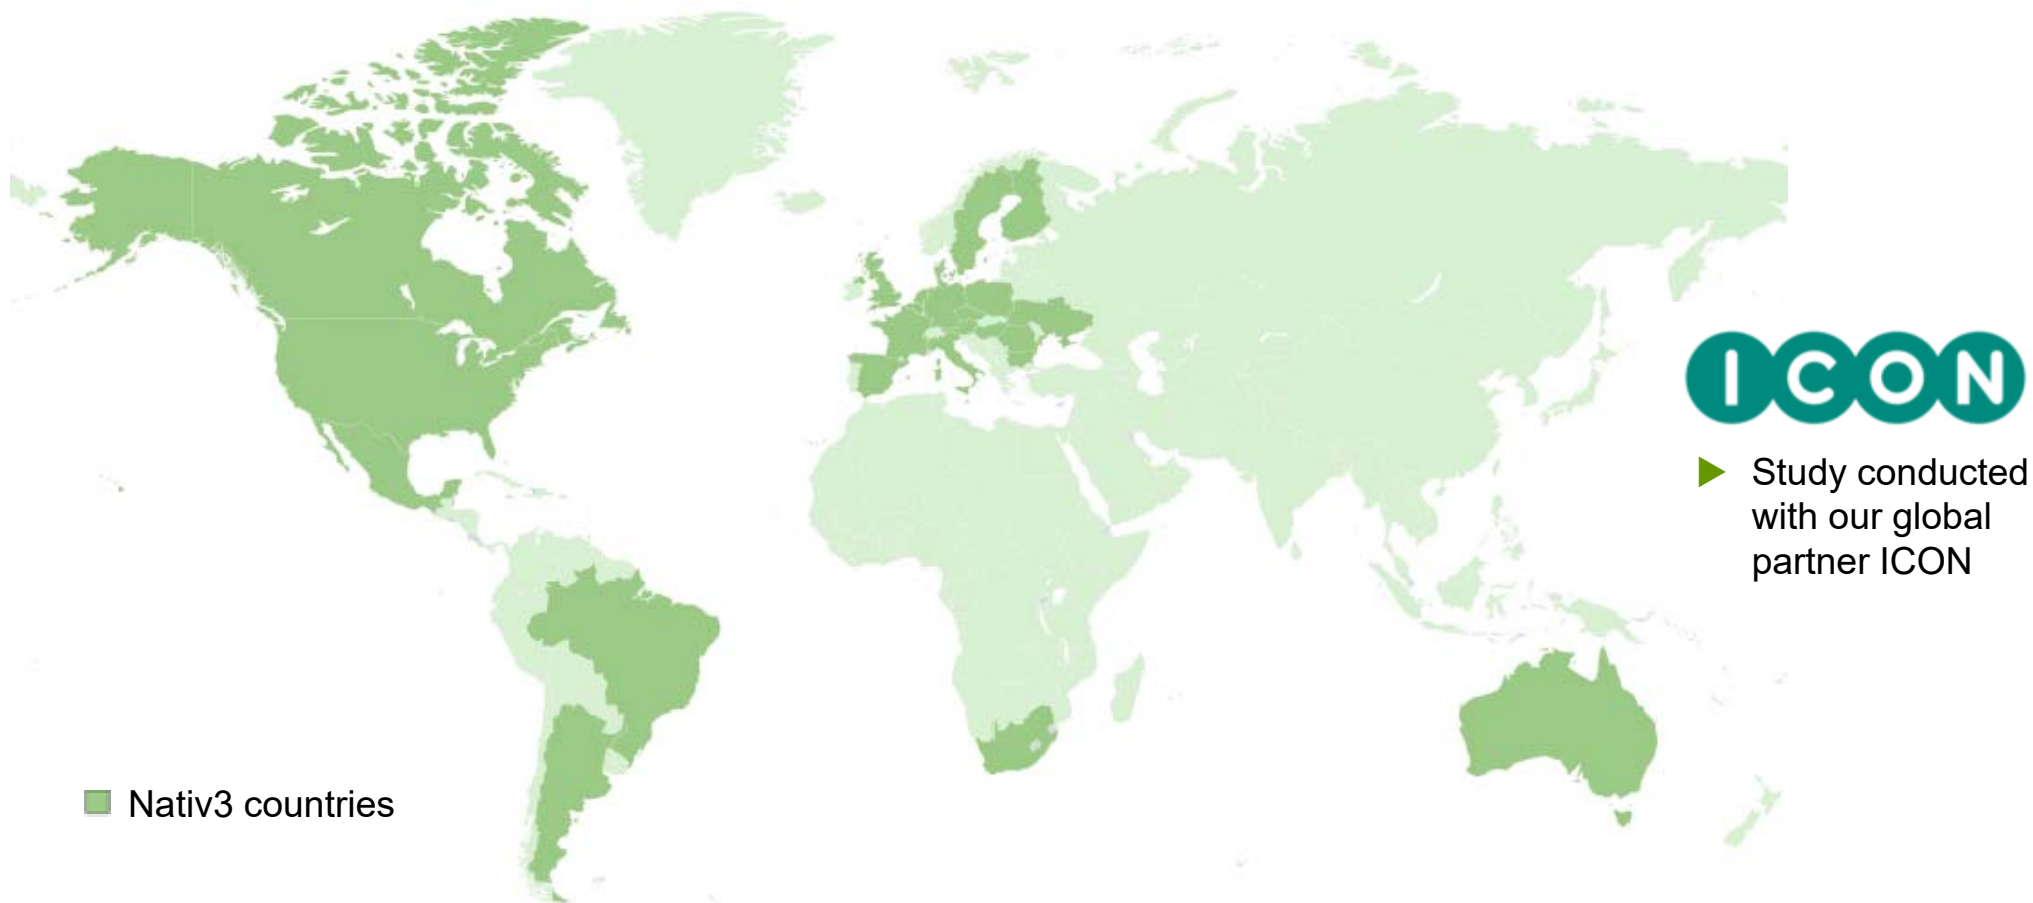 ICON
Study conducted
with our global
partner ICON
Nativ3 countries